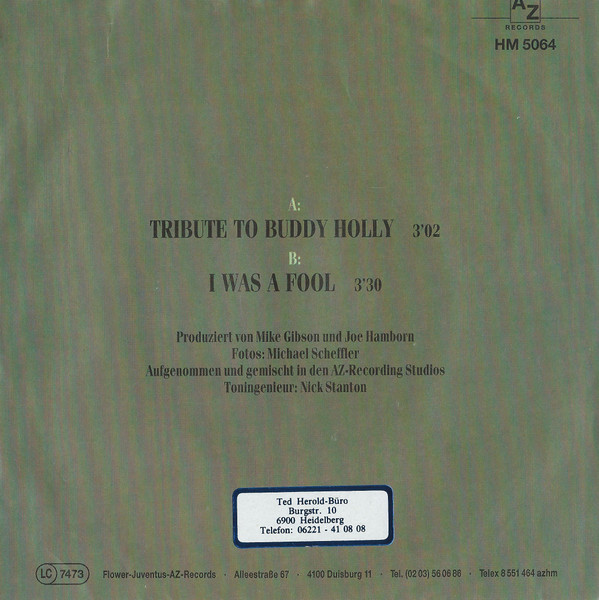 AZ
RECORDS
HM 5064
A:
TRIBUTE TO BUDDY HOLLY 3'02
B:
I WAS A FOOL 3'30
Produziert von Mike Gibson und Joe Hamborn
Fotos: Michael Scheffler
Aufgenommen und gemischt in den AZ-Recording Studios
Toningenieur: Nick Stanton
Ted Herold-Büro
Burgstr. 10
6900 Heidelberg
Telefon: 06221 - 41 08 08
LC 7473 Flower-Juventus-AZ-Records · Alleestraße 67 · 4100 Duisburg 11 · Tel. (02 03) 56 06 86 · Telex 8 551 484 azhm